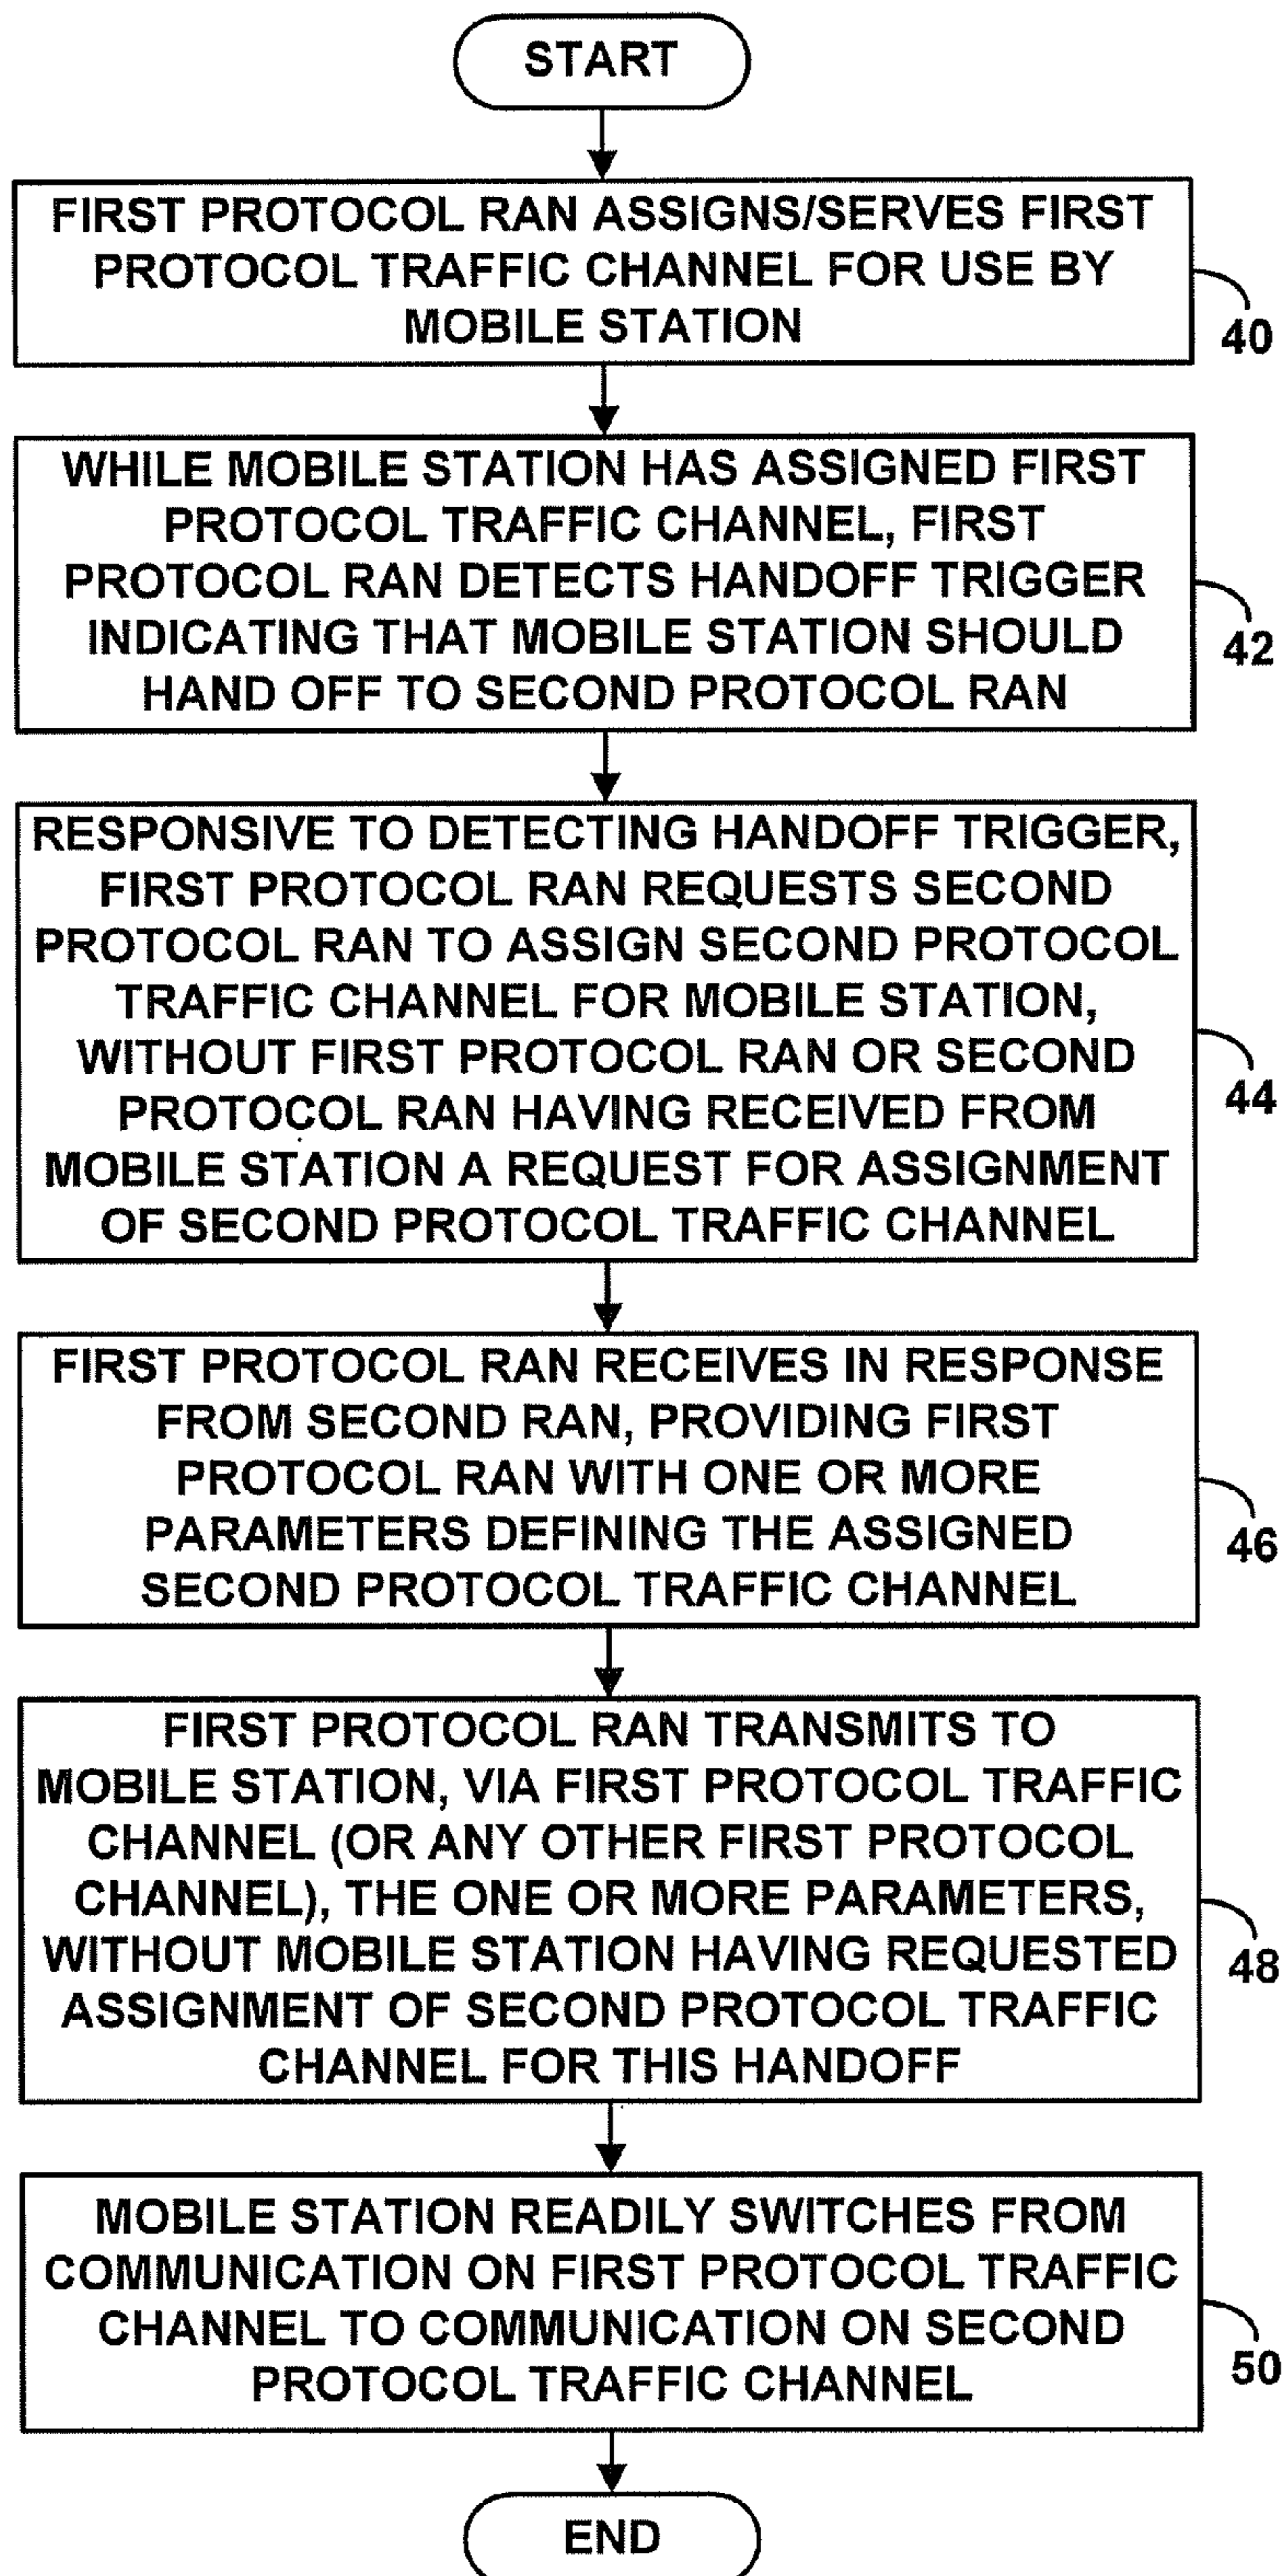 START
FIRST PROTOCOL RAN ASSIGNS/SERVES FIRST
PROTOCOL TRAFFIC CHANNEL FOR USE BY
MOBILE STATION
40
WHILE MOBILE STATION HAS ASSIGNED FIRST
PROTOCOL TRAFFIC CHANNEL, FIRST
PROTOCOL RAN DETECTS HANDOFF TRIGGER
INDICATING THAT MOBILE STATION SHOULD
HAND OFF TO SECOND PROTOCOL RAN
42
RESPONSIVE TO DETECTING HANDOFF TRIGGER,
FIRST PROTOCOL RAN REQUESTS SECOND
PROTOCOL RAN TO ASSIGN SECOND PROTOCOL
TRAFFIC CHANNEL FOR MOBILE STATION,
WITHOUT FIRST PROTOCOL RAN OR SECOND
PROTOCOL RAN HAVING RECEIVED FROM
MOBILE STATION A REQUEST FOR ASSIGNMENT
OF SECOND PROTOCOL TRAFFIC CHANNEL
44
FIRST PROTOCOL RAN RECEIVES IN RESPONSE
FROM SECOND RAN, PROVIDING FIRST
PROTOCOL RAN WITH ONE OR MORE
PARAMETERS DEFINING THE ASSIGNED
SECOND PROTOCOL TRAFFIC CHANNEL
46
FIRST PROTOCOL RAN TRANSMITS TO
MOBILE STATION, VIA FIRST PROTOCOL TRAFFIC
CHANNEL (OR ANY OTHER FIRST PROTOCOL
CHANNEL), THE ONE OR MORE PARAMETERS,
WITHOUT MOBILE STATION HAVING REQUESTED
ASSIGNMENT OF SECOND PROTOCOL TRAFFIC
CHANNEL FOR THIS HANDOFF
48
MOBILE STATION READILY SWITCHES FROM
COMMUNICATION ON FIRST PROTOCOL TRAFFIC
CHANNEL TO COMMUNICATION ON SECOND
PROTOCOL TRAFFIC CHANNEL
50
END